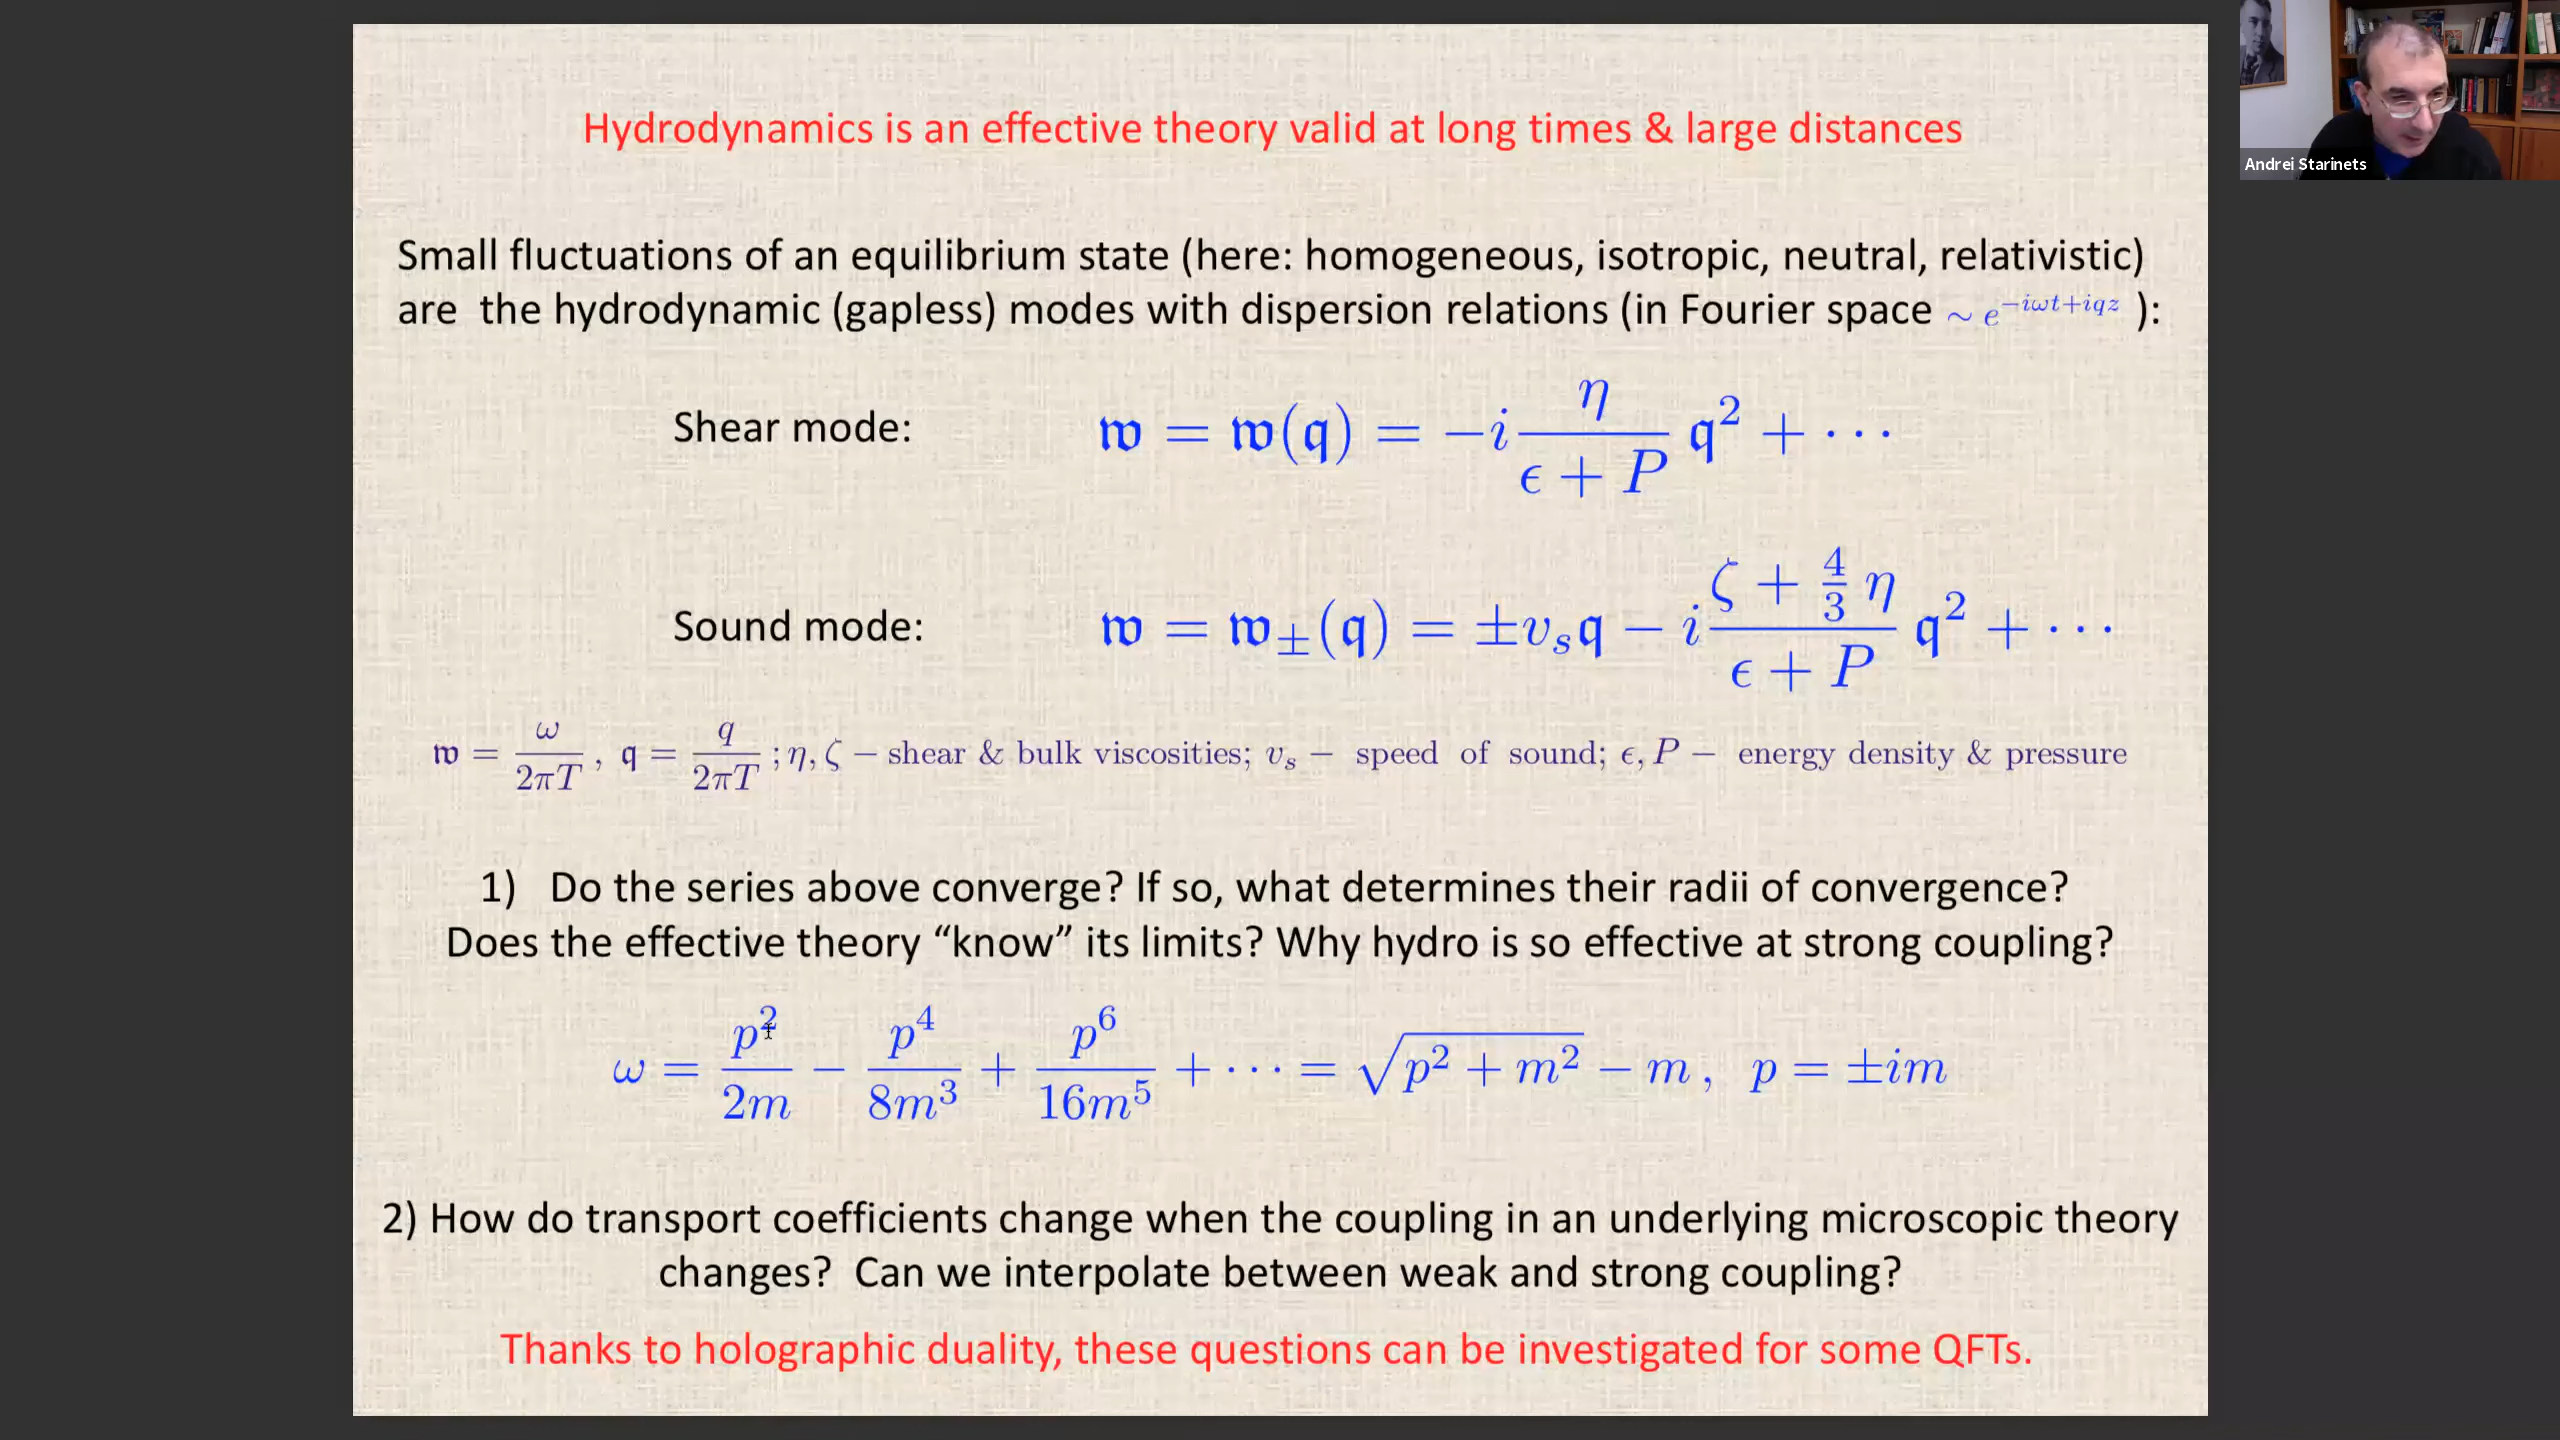 Hydrodynamics is an effective theory valid at long times & large distances
Andrei Starinets
Small fluctuations of an equilibrium state (here: homogeneous, isotropic, neutral, relativistic)
are the hydrodynamic (gapless) modes with dispersion relations (in Fourier space ∼ e^{−iωt+iqz} ):
Shear mode: 𝔴 = 𝔴(𝔮) = −i η/(ϵ + P) 𝔮² + ···
Sound mode: 𝔴 = 𝔴±(𝔮) = ±v_s𝔮 − i (ζ + 4/3 η)/(ϵ + P) 𝔮² + ···
𝔴 = ω/2πT , 𝔮 = q/2πT ; η, ζ − shear & bulk viscosities; v_s − speed of sound; ϵ, P − energy density & pressure
1) Do the series above converge? If so, what determines their radii of convergence?
Does the effective theory “know” its limits? Why hydro is so effective at strong coupling?
ω = p²/2m − p⁴/8m³ + p⁶/16m⁵ + ··· = √(p² + m²) − m , p = ±im
2) How do transport coefficients change when the coupling in an underlying microscopic theory
changes? Can we interpolate between weak and strong coupling?
Thanks to holographic duality, these questions can be investigated for some QFTs.